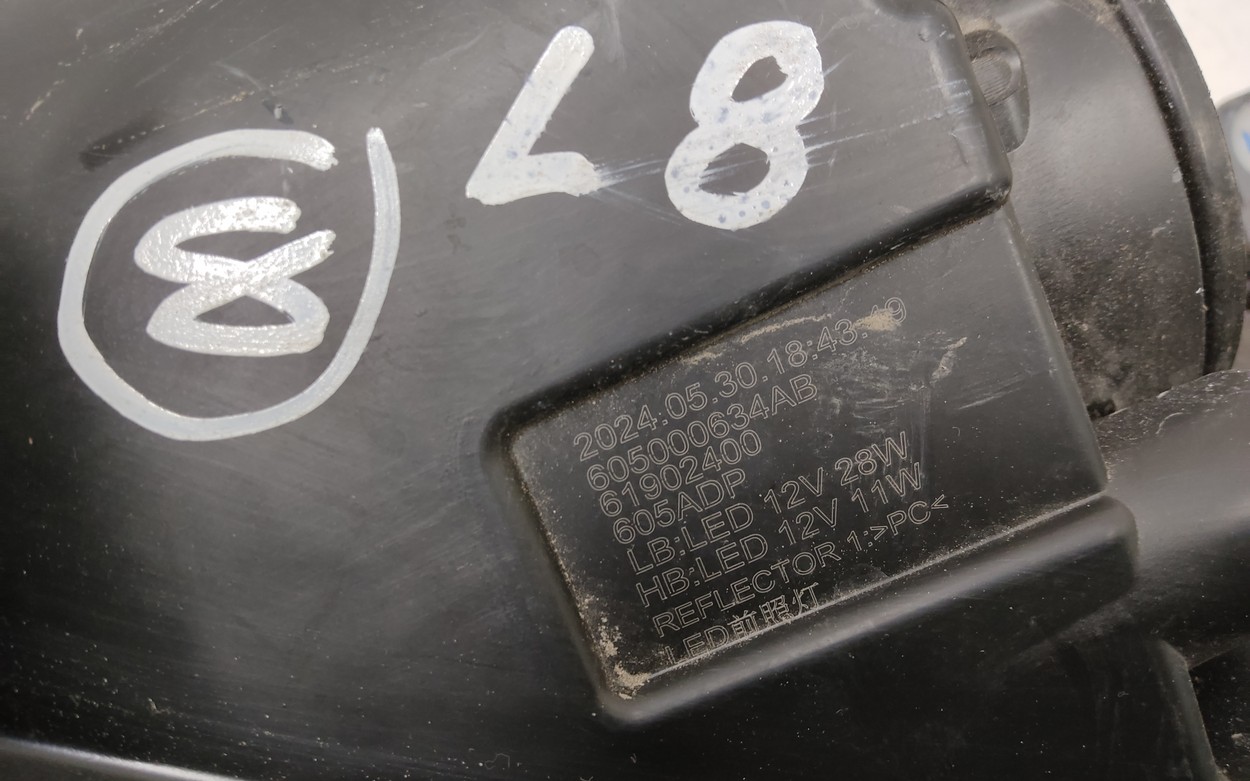 L8
8
2024.05.30.18:43:49
605000634AB
61902400
605ADP
LB:LED 12V 28W
HB:LED 12V 11W
REFLECTOR 1:>PC<
LED前照灯